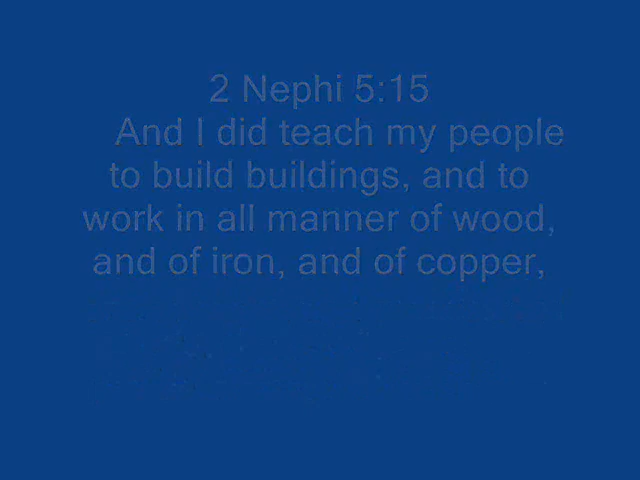 2 Nephi 5:15
And I did teach my people
to build buildings, and to
work in all manner of wood,
and of iron, and of copper,